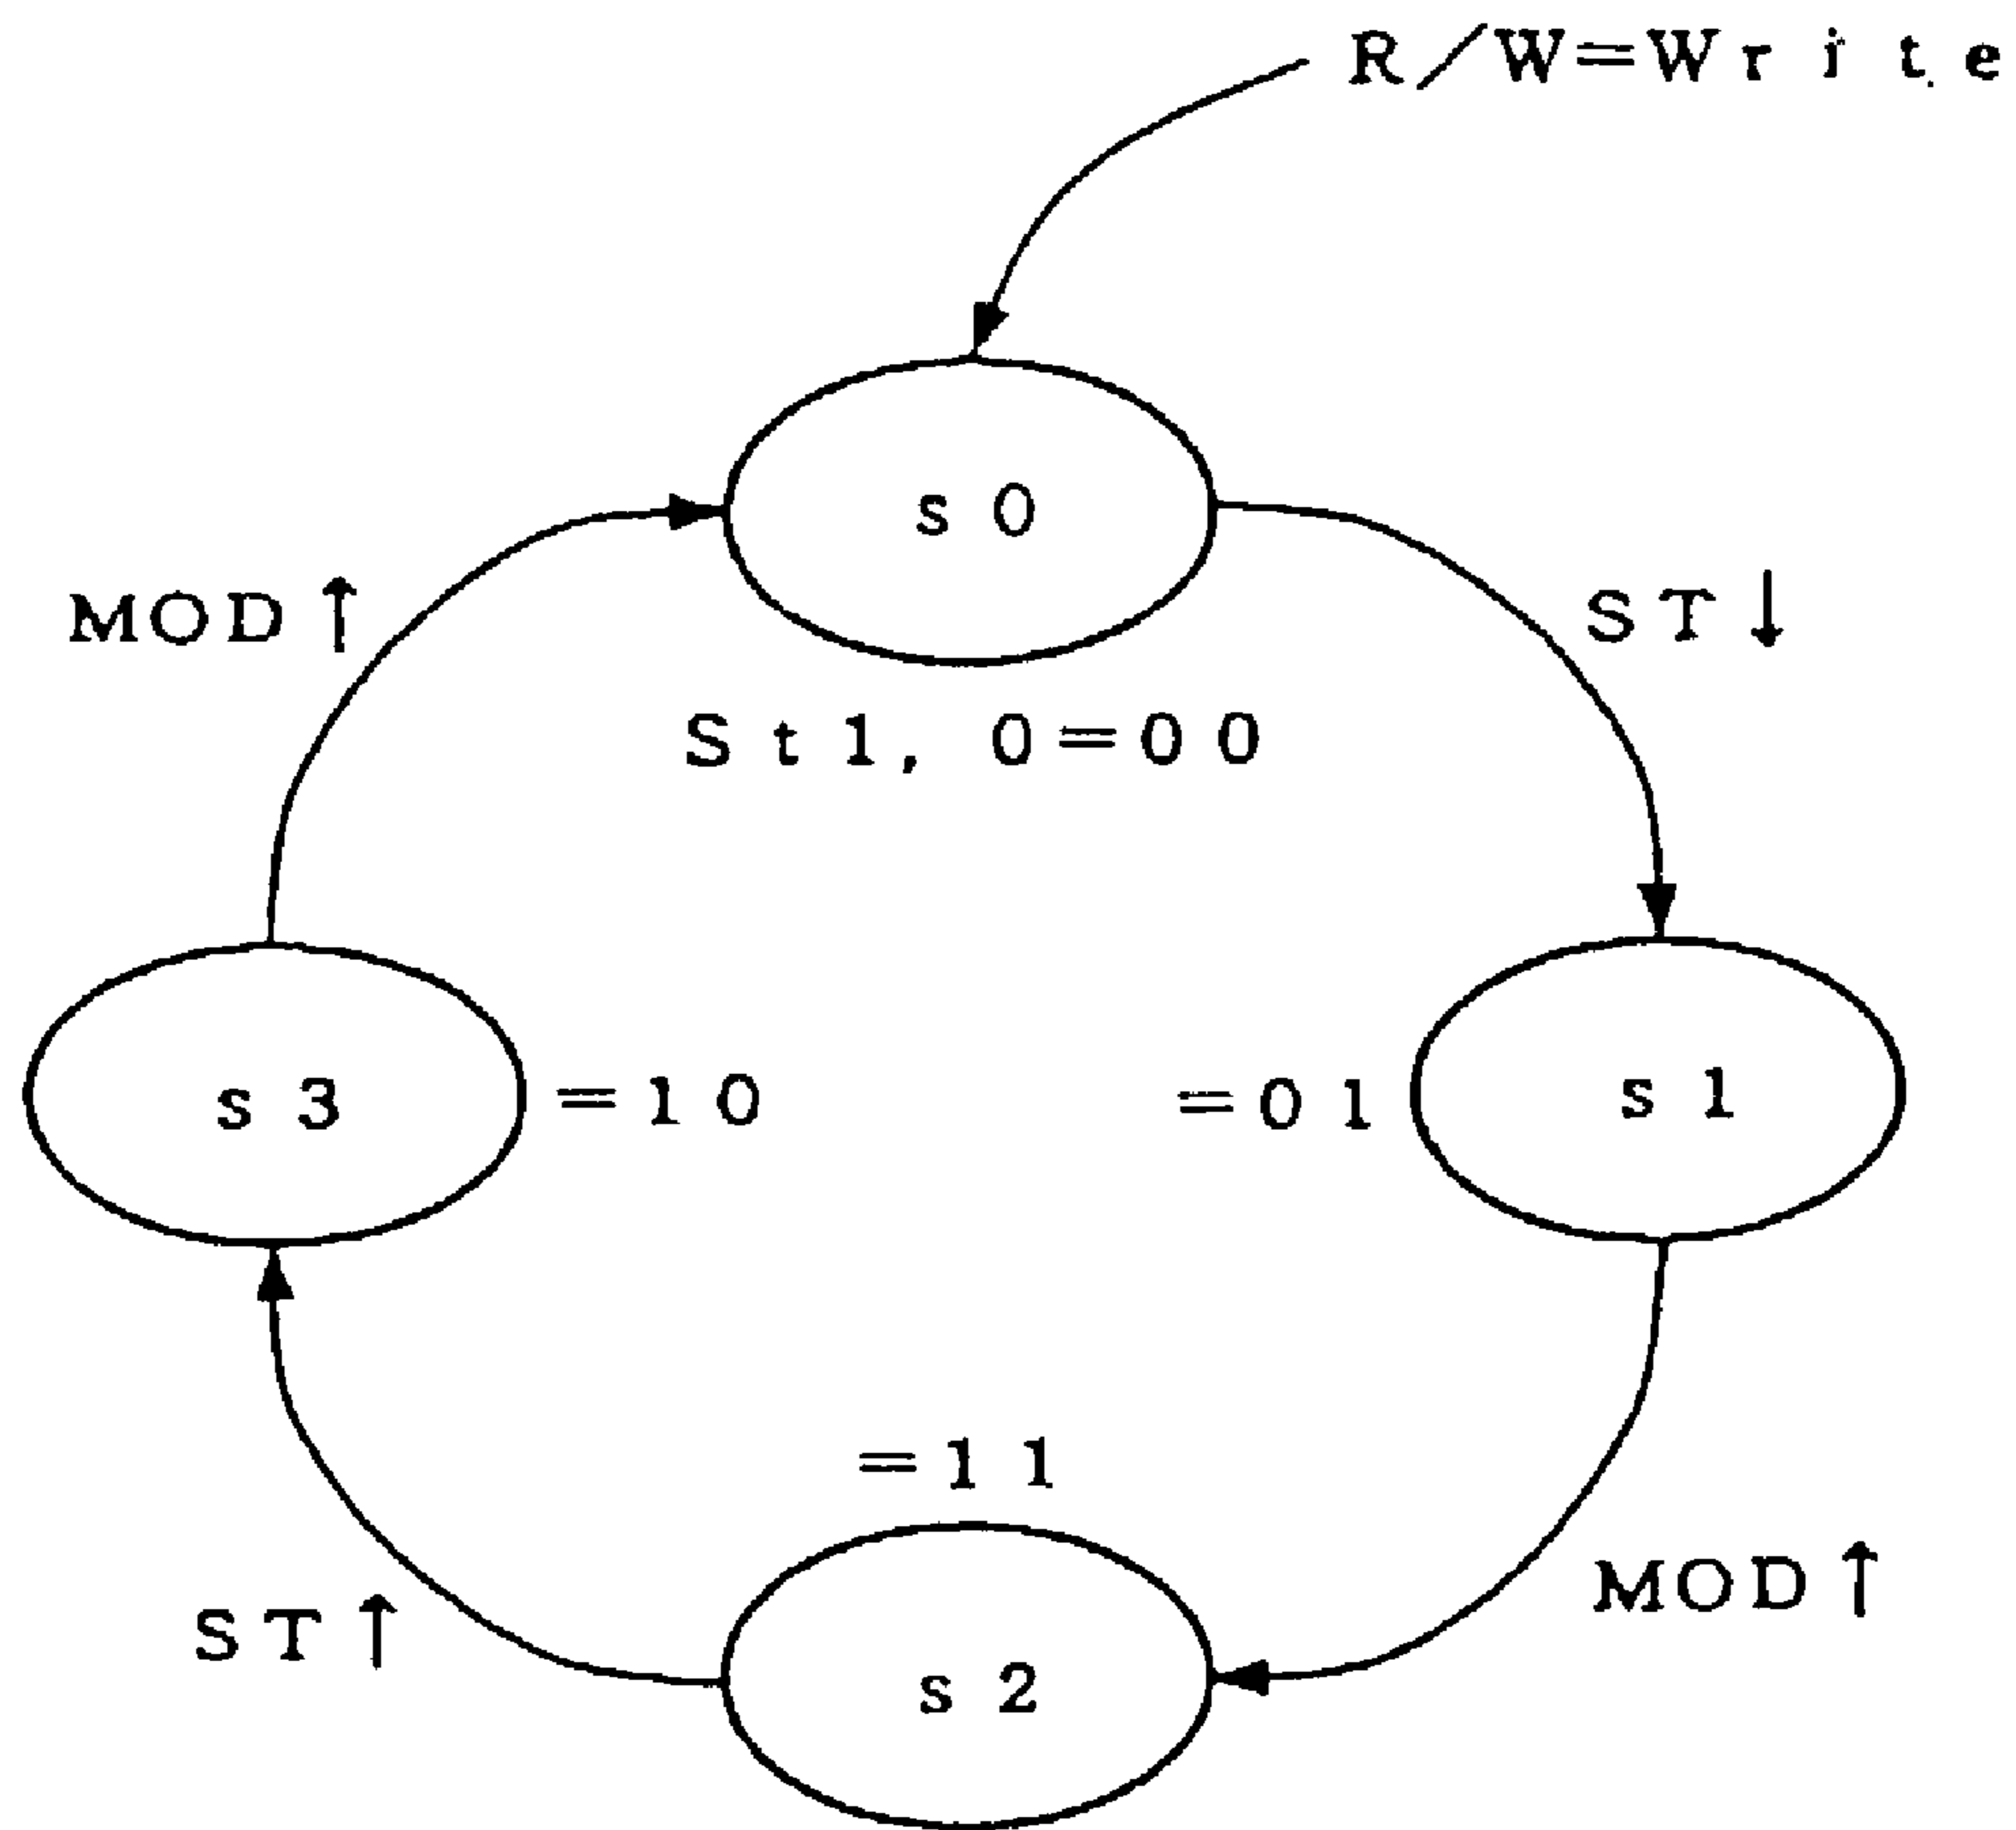 R/W=Write
s0
MOD↑
ST↓
St1, 0=00
s3
=10
=01
s1
=11
MOD↑
ST↑
s2